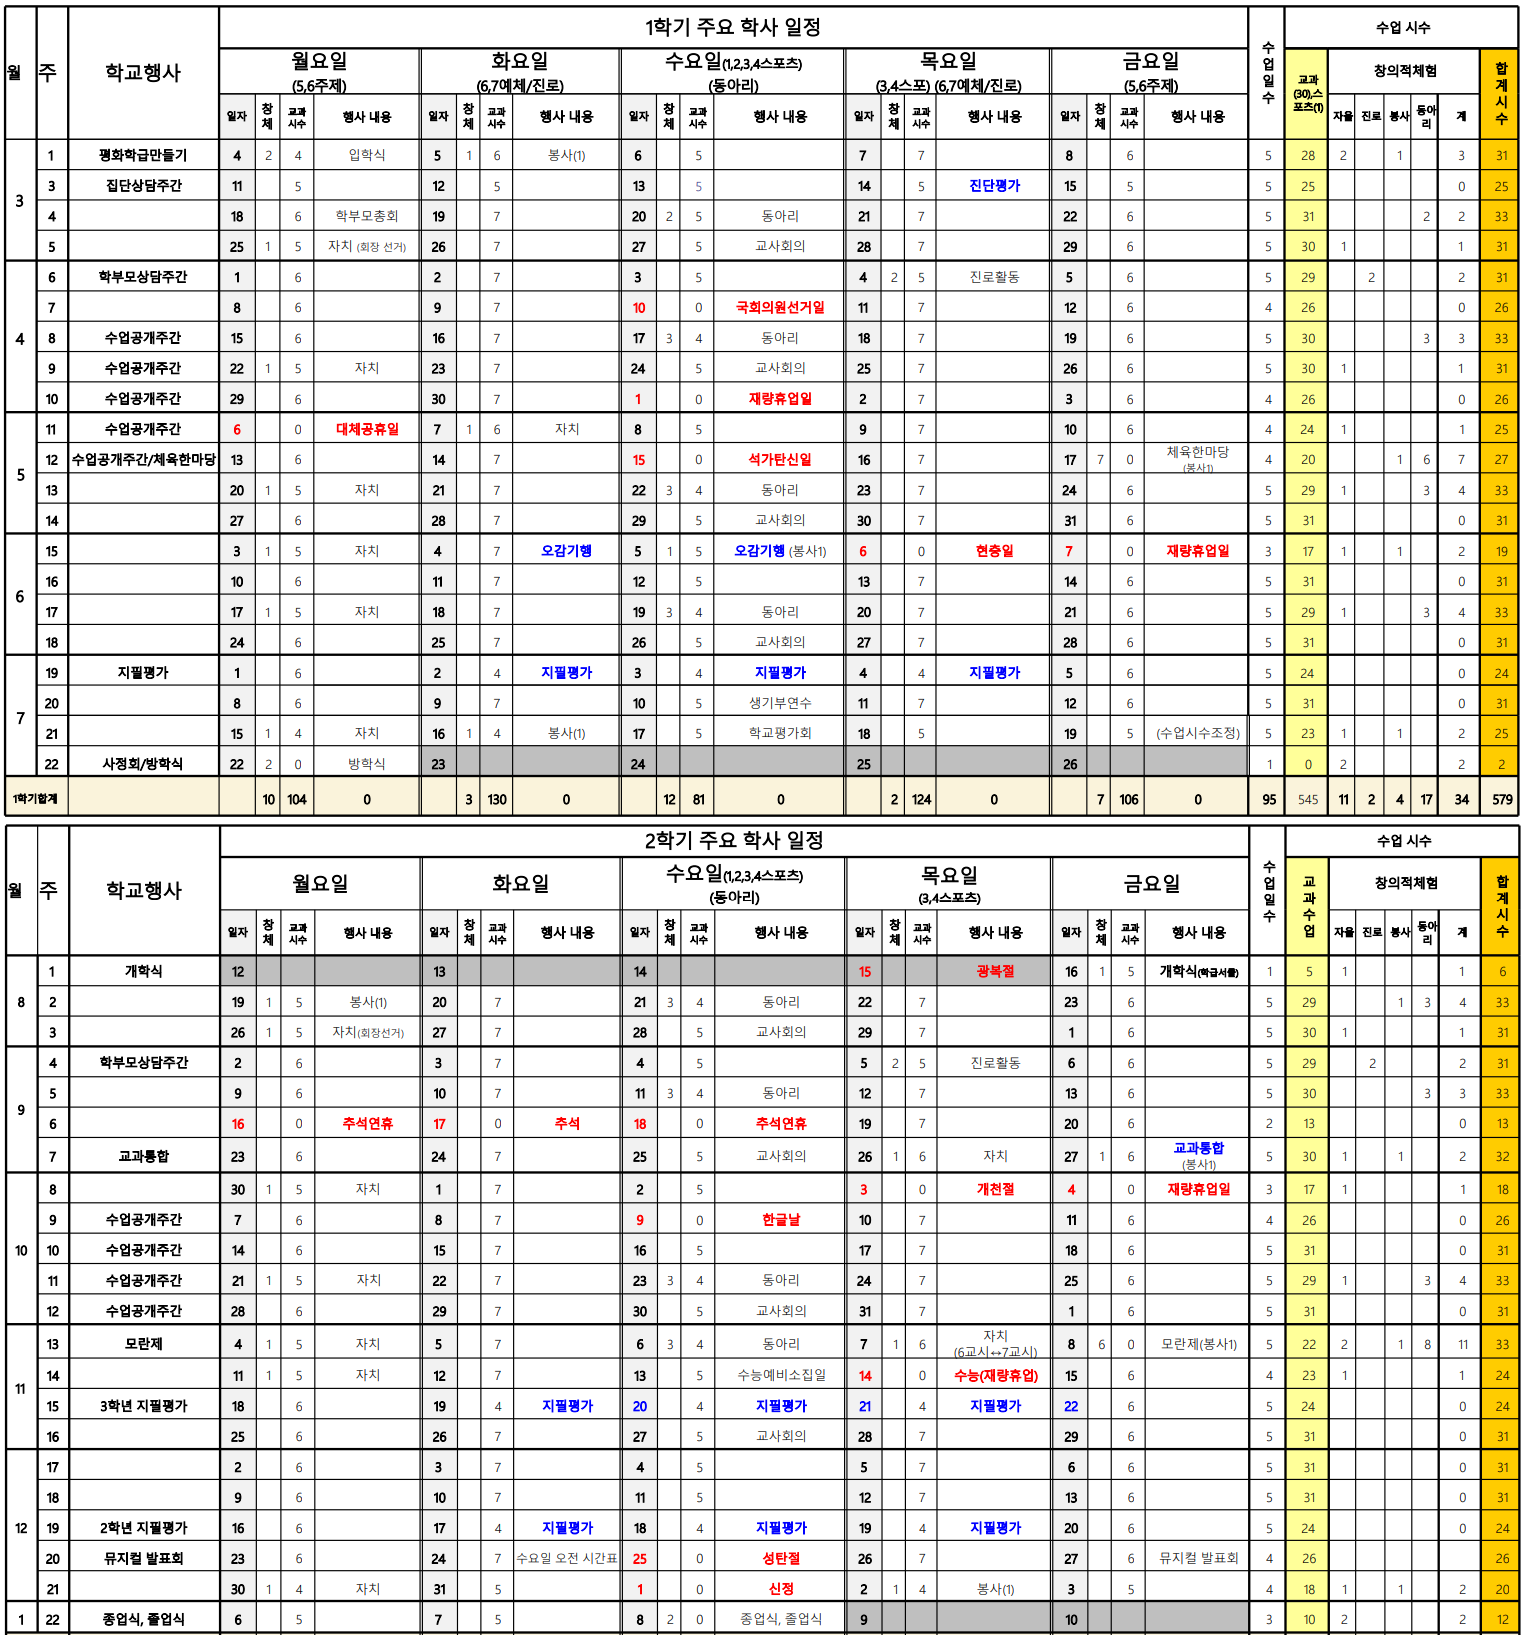 1학기 주요 학사 일정
월 주 학교행사 수업일수 수업 시수
월요일 화요일 수요일(1,2,3,4스포츠) 목요일 금요일
(5,6주제) (6,7예체/진로) (동아리) (3,4스포) (6,7예체/진로) (5,6주제)
교과(30),스포츠(1) 창의적체험 합계시수
일자 창체 교과시수 행사 내용 일자 창체 교과시수 행사 내용 일자 창체 교과시수 행사 내용 일자 창체 교과시수 행사 내용 일자 창체 교과시수 행사 내용 자율 진로 봉사 동아리 계
3 1 평화학급만들기 4 2 4 입학식 5 1 6 봉사(1) 6 5 7 7 8 6 5 28 2 1 3 31
3 집단상담주간 11 5 12 5 13 5 14 5 진단평가 15 5 5 25 0 25
4 18 6 학부모총회 19 7 20 2 5 동아리 21 7 22 6 5 31 2 2 33
5 25 1 5 자치 (회장 선거) 26 7 27 5 교사회의 28 7 29 6 5 30 1 1 31
4 6 학부모상담주간 1 6 2 7 3 5 4 2 5 진로활동 5 6 5 29 2 2 31
7 8 6 9 7 10 0 국회의원선거일 11 7 12 6 4 26 0 26
8 수업공개주간 15 6 16 7 17 3 4 동아리 18 7 19 6 5 30 3 3 33
9 수업공개주간 22 1 5 자치 23 7 24 5 교사회의 25 7 26 6 5 30 1 1 31
10 수업공개주간 29 6 30 7 1 0 재량휴업일 2 7 3 6 4 26 0 26
5 11 수업공개주간 6 0 대체공휴일 7 1 6 자치 8 5 9 7 10 6 4 24 1 1 25
12 수업공개주간/체육한마당 13 6 14 7 15 0 석가탄신일 16 7 17 7 0 체육한마당 (봉사1) 4 20 1 6 7 27
13 20 1 5 자치 21 7 22 3 4 동아리 23 7 24 6 5 29 1 3 4 33
14 27 6 28 7 29 5 교사회의 30 7 31 6 5 31 0 31
6 15 3 1 5 자치 4 7 오감기행 5 1 5 오감기행 (봉사1) 6 0 현충일 7 0 재량휴업일 3 17 1 1 2 19
16 10 6 11 7 12 5 13 7 14 6 5 31 0 31
17 17 1 5 자치 18 7 19 3 4 동아리 20 7 21 6 5 29 1 3 4 33
18 24 6 25 7 26 5 교사회의 27 7 28 6 5 31 0 31
7 19 지필평가 1 6 2 4 지필평가 3 4 지필평가 4 4 지필평가 5 6 5 24 0 24
20 8 6 9 7 10 5 생기부연수 11 7 12 6 5 31 0 31
21 15 1 4 자치 16 1 4 봉사(1) 17 5 학교평가회 18 5 19 5 (수업시수조정) 5 23 1 1 2 25
22 사정회/방학식 22 2 0 방학식 23 24 25 26 1 0 2 2 2
1학기합계 10 104 0 3 130 0 12 81 0 2 124 0 7 106 0 95 545 11 2 4 17 34 579
2학기 주요 학사 일정
월 주 학교행사 수업일수 수업 시수
월요일 화요일 수요일(1,2,3,4스포츠) 목요일 금요일
(동아리) (3,4스포츠)
교과수업 창의적체험 합계시수
일자 창체 교과시수 행사 내용 일자 창체 교과시수 행사 내용 일자 창체 교과시수 행사 내용 일자 창체 교과시수 행사 내용 일자 창체 교과시수 행사 내용 자율 진로 봉사 동아리 계
8 1 개학식 12 13 14 15 광복절 16 1 5 개학식(학급서클) 1 5 1 1 6
2 19 1 5 봉사(1) 20 7 21 3 4 동아리 22 7 23 6 5 29 1 3 4 33
3 26 1 5 자치(회장선거) 27 7 28 5 교사회의 29 7 1 6 5 30 1 1 31
9 4 학부모상담주간 2 6 3 7 4 5 5 2 5 진로활동 6 6 5 29 2 2 31
5 9 6 10 7 11 3 4 동아리 12 7 13 6 5 30 3 3 33
6 16 0 추석연휴 17 0 추석 18 0 추석연휴 19 7 20 6 2 13 0 13
7 교과통합 23 6 24 7 25 5 교사회의 26 1 6 자치 27 1 6 교과통합 (봉사1) 5 30 1 1 2 32
10 8 30 1 5 자치 1 7 2 5 3 0 개천절 4 0 재량휴업일 3 17 1 1 18
9 수업공개주간 7 6 8 7 9 0 한글날 10 7 11 6 4 26 0 26
10 수업공개주간 14 6 15 7 16 5 17 7 18 6 5 31 0 31
11 수업공개주간 21 1 5 자치 22 7 23 3 4 동아리 24 7 25 6 5 29 1 3 4 33
12 수업공개주간 28 6 29 7 30 5 교사회의 31 7 1 6 5 31 0 31
11 13 모란제 4 1 5 자치 5 7 6 3 4 동아리 7 1 6 자치 (6교시↔7교시) 8 6 0 모란제(봉사1) 5 22 2 1 8 11 33
14 11 1 5 자치 12 7 13 5 수능예비소집일 14 0 수능(재량휴업) 15 6 4 23 1 1 24
15 3학년 지필평가 18 6 19 4 지필평가 20 4 지필평가 21 4 지필평가 22 6 5 24 0 24
16 25 6 26 7 27 5 교사회의 28 7 29 6 5 31 0 31
12 17 2 6 3 7 4 5 5 7 6 6 5 31 0 31
18 9 6 10 7 11 5 12 7 13 6 5 31 0 31
19 2학년 지필평가 16 6 17 4 지필평가 18 4 지필평가 19 4 지필평가 20 6 5 24 0 24
20 뮤지컬 발표회 23 6 24 7 수요일 오전 시간표 25 0 성탄절 26 7 27 6 뮤지컬 발표회 4 26 26
21 30 1 4 자치 31 5 1 0 신정 2 1 4 봉사(1) 3 5 4 18 1 1 2 20
1 22 종업식, 졸업식 6 5 7 5 8 2 0 종업식, 졸업식 9 10 3 10 2 2 12